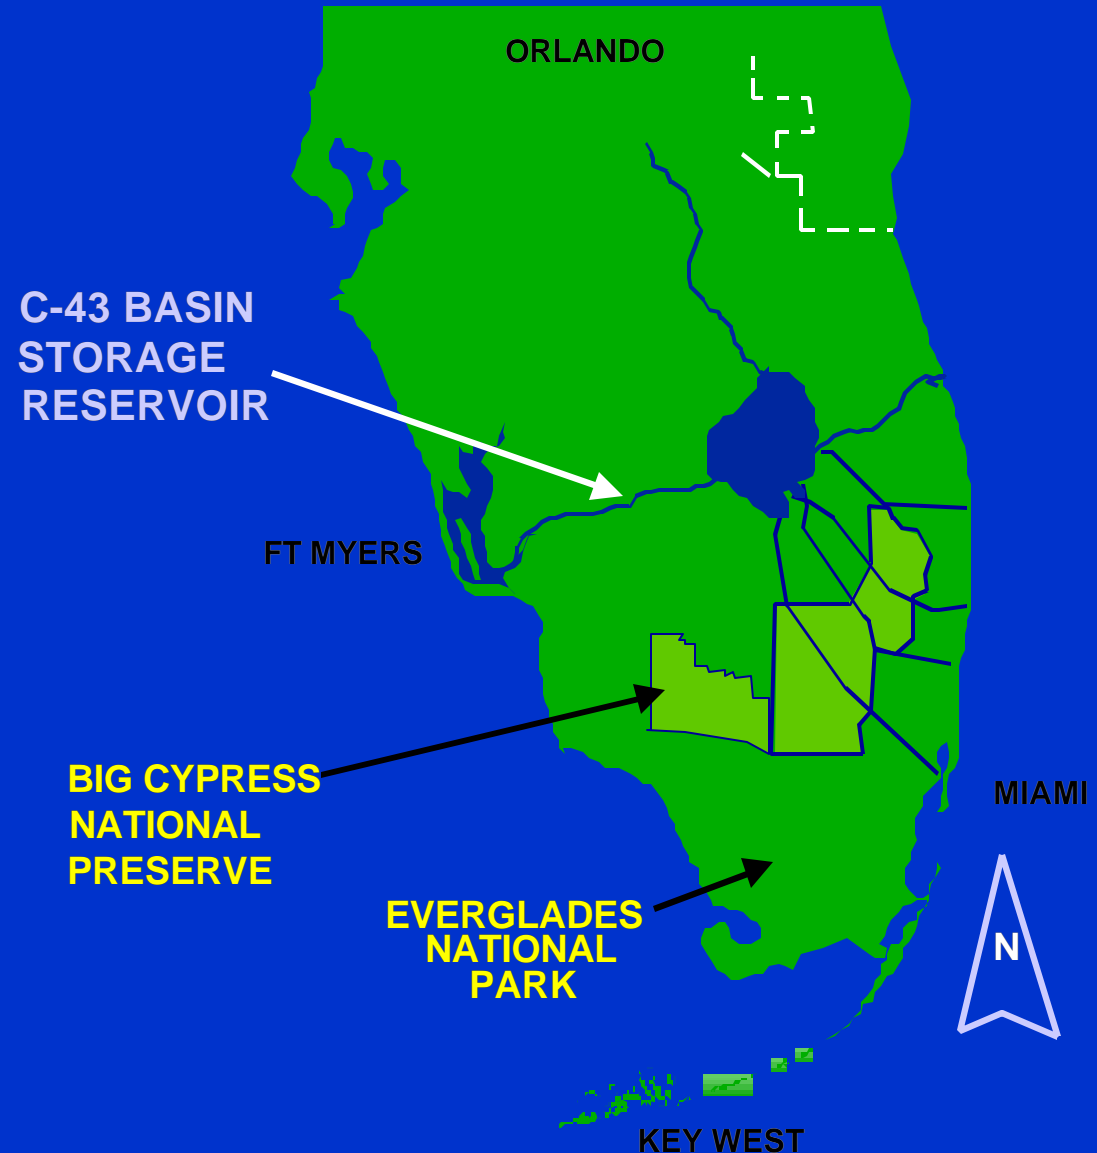 ORLANDO
C-43 BASIN
STORAGE
RESERVOIR
FT MYERS
BIG CYPRESS
NATIONAL
PRESERVE
MIAMI
EVERGLADES
NATIONAL
PARK
N
KEY WEST